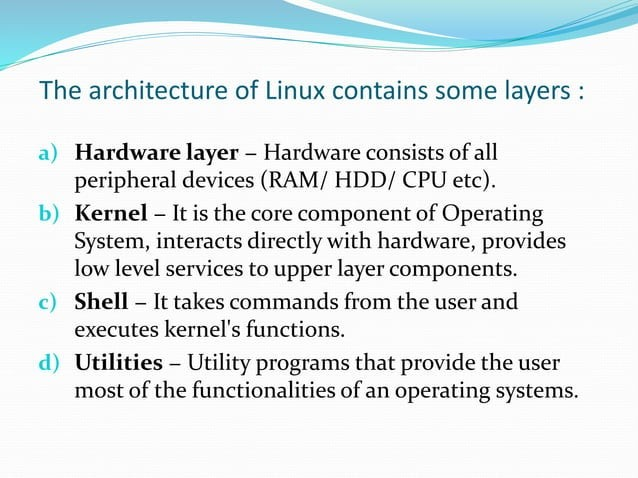 The architecture of Linux contains some layers :
a) Hardware layer – Hardware consists of all
peripheral devices (RAM/ HDD/ CPU etc).
b) Kernel – It is the core component of Operating
System, interacts directly with hardware, provides
low level services to upper layer components.
c) Shell – It takes commands from the user and
executes kernel's functions.
d) Utilities – Utility programs that provide the user
most of the functionalities of an operating systems.